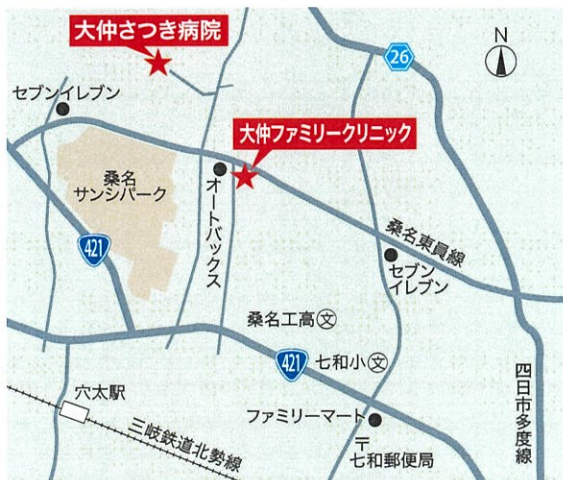 大仲さつき病院
26
N
セブンイレブン
大仲ファミリークリニック
桑名
サンシパーク
オートバックス
421
桑名東員線
セブン
イレブン
桑名工高文
421
七和小文
四日市多度線
穴太駅
ファミリーマート
〒
七和郵便局
三岐鉄道北勢線